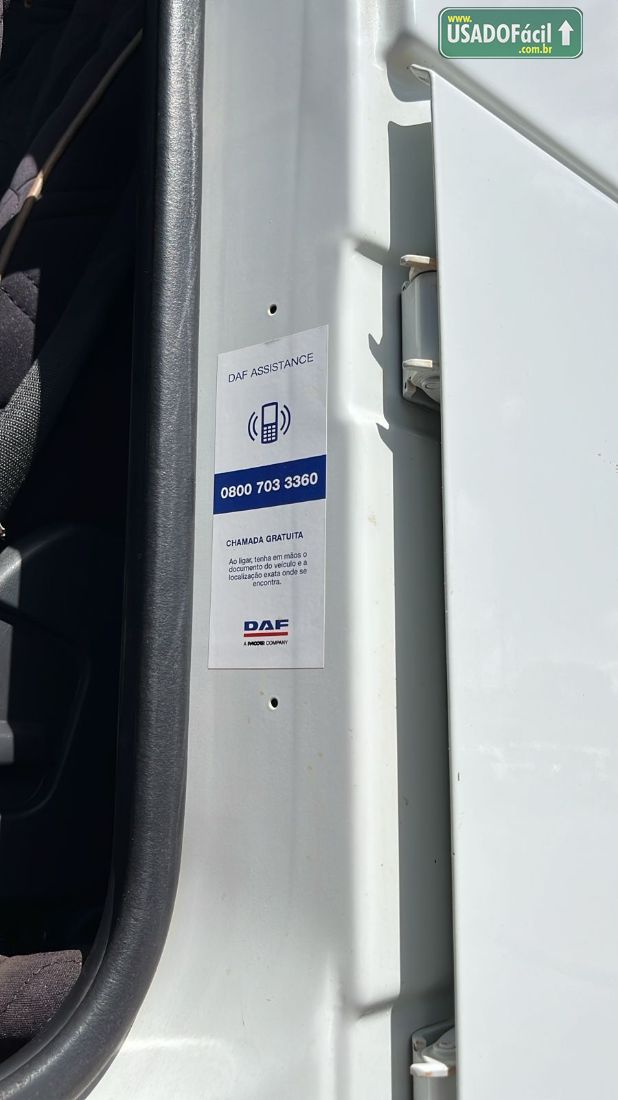 www.
USADOFácil
.com.br
DAF ASSISTANCE
0800 703 3360
CHAMADA GRATUITA
Ao ligar, tenha em mãos o
documento do veículo e a
localização exata onde se
encontra.
DAF
A PACCAR COMPANY